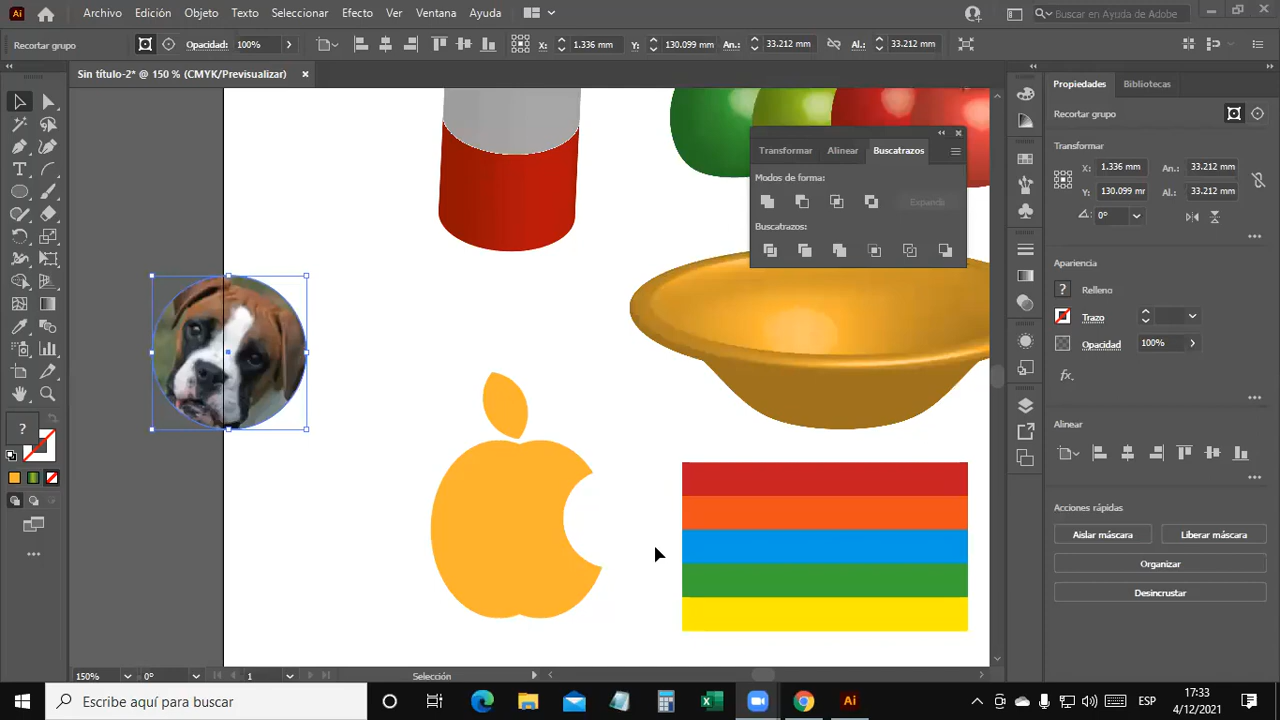 Ai Archivo Edición Objeto Texto Seleccionar Efecto Ver Ventana Ayuda Buscar en Ayuda de Adobe
Recortar grupo Opacidad: 100% X: 1.336 mm Y: 130.099 mm An.: 33.212 mm Al.: 33.212 mm
Sin título-2* @ 150 % (CMYK/Previsualizar)
Transformar Alinear Buscatrazos
Modos de forma:
Expandir
Buscatrazos:
Propiedades Bibliotecas
Recortar grupo
Transformar
X: 1.336 mm An.: 33.212 mm
Y: 130.099 mm Al.: 33.212 mm
0°
Apariencia
? Relleno
Trazo
Opacidad 100%
fx
Alinear
Acciones rápidas
Aislar máscara Liberar máscara
Organizar
Desincrustar
?
150% 0° 1 Selección
Escribe aquí para buscar
Ai
ESP
17:33
4/12/2021